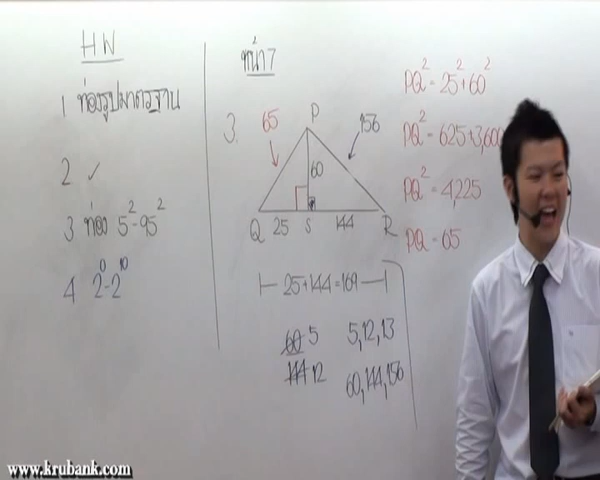 HW
1 ท่องรูปมาตรฐาน
2 ✓
3 ท่อง 5²-95²
4 2⁰-2¹⁰
หน้า 7
3. 65 P 156
60
Q 25 S 144 R
25+144=169
60 5 5,12,13
144 12 60,144,156
PQ² = 25²+60²
PQ² = 625+3,600
PQ² = 4,225
PQ = 65
www.krubank.com